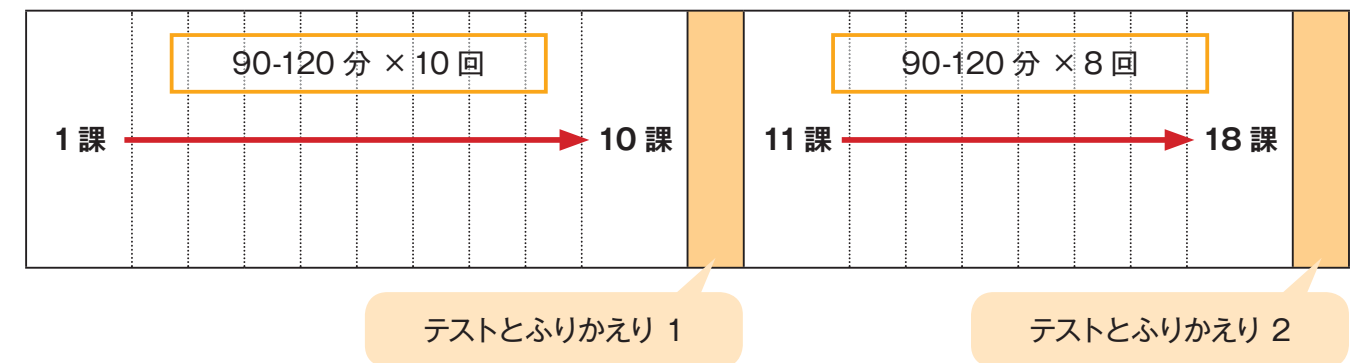 90-120 分 × 10 回
90-120 分 × 8 回
1 課
10 課
11 課
18 課
テストとふりかえり 1
テストとふりかえり 2